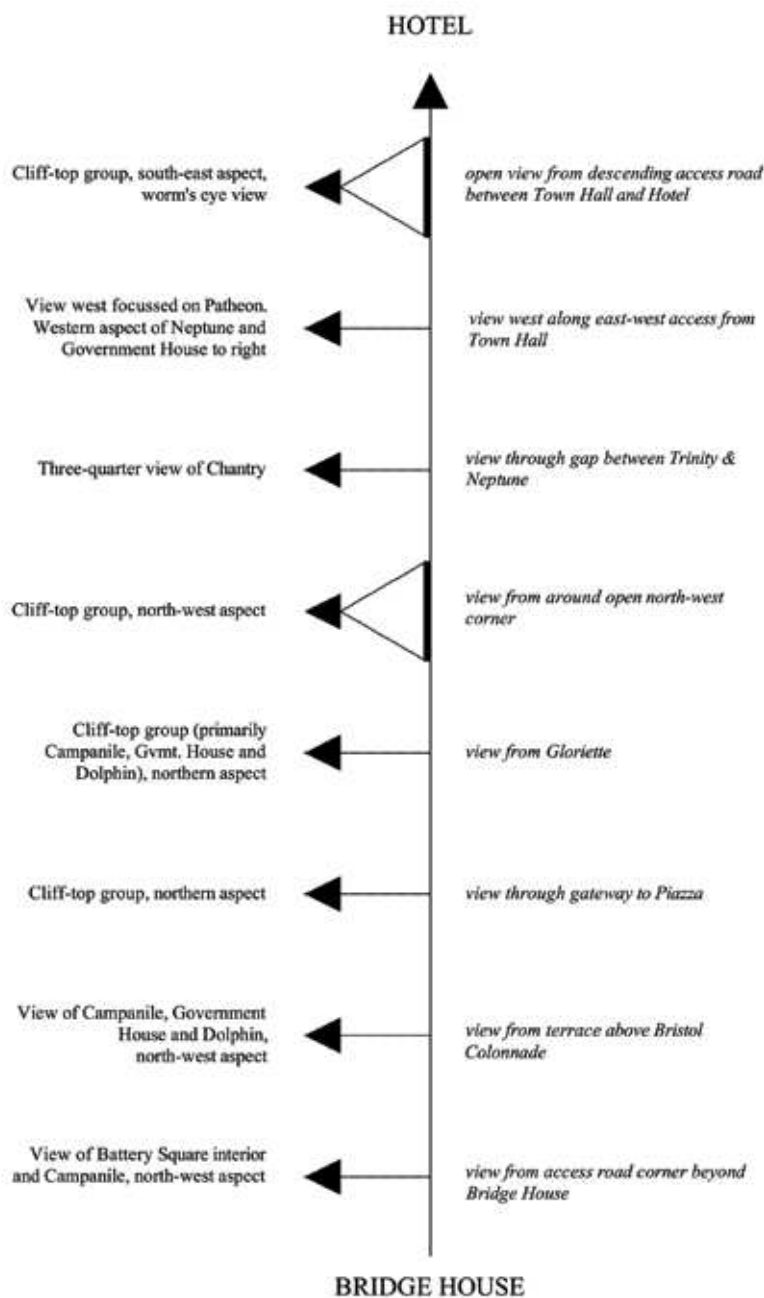 HOTEL
Cliff-top group, south-east aspect,
worm's eye view
open view from descending access road
between Town Hall and Hotel
View west focussed on Patheon.
Western aspect of Neptune and
Government House to right
view west along east-west access from
Town Hall
Three-quarter view of Chantry
view through gap between Trinity &
Neptune
Cliff-top group, north-west aspect
view from around open north-west
corner
Cliff-top group (primarily
Campanile, Gvmt. House and
Dolphin), northern aspect
view from Gloriette
Cliff-top group, northern aspect
view through gateway to Piazza
View of Campanile, Government
House and Dolphin,
north-west aspect
view from terrace above Bristol
Colonnade
View of Battery Square interior
and Campanile, north-west aspect
view from access road corner beyond
Bridge House
BRIDGE HOUSE